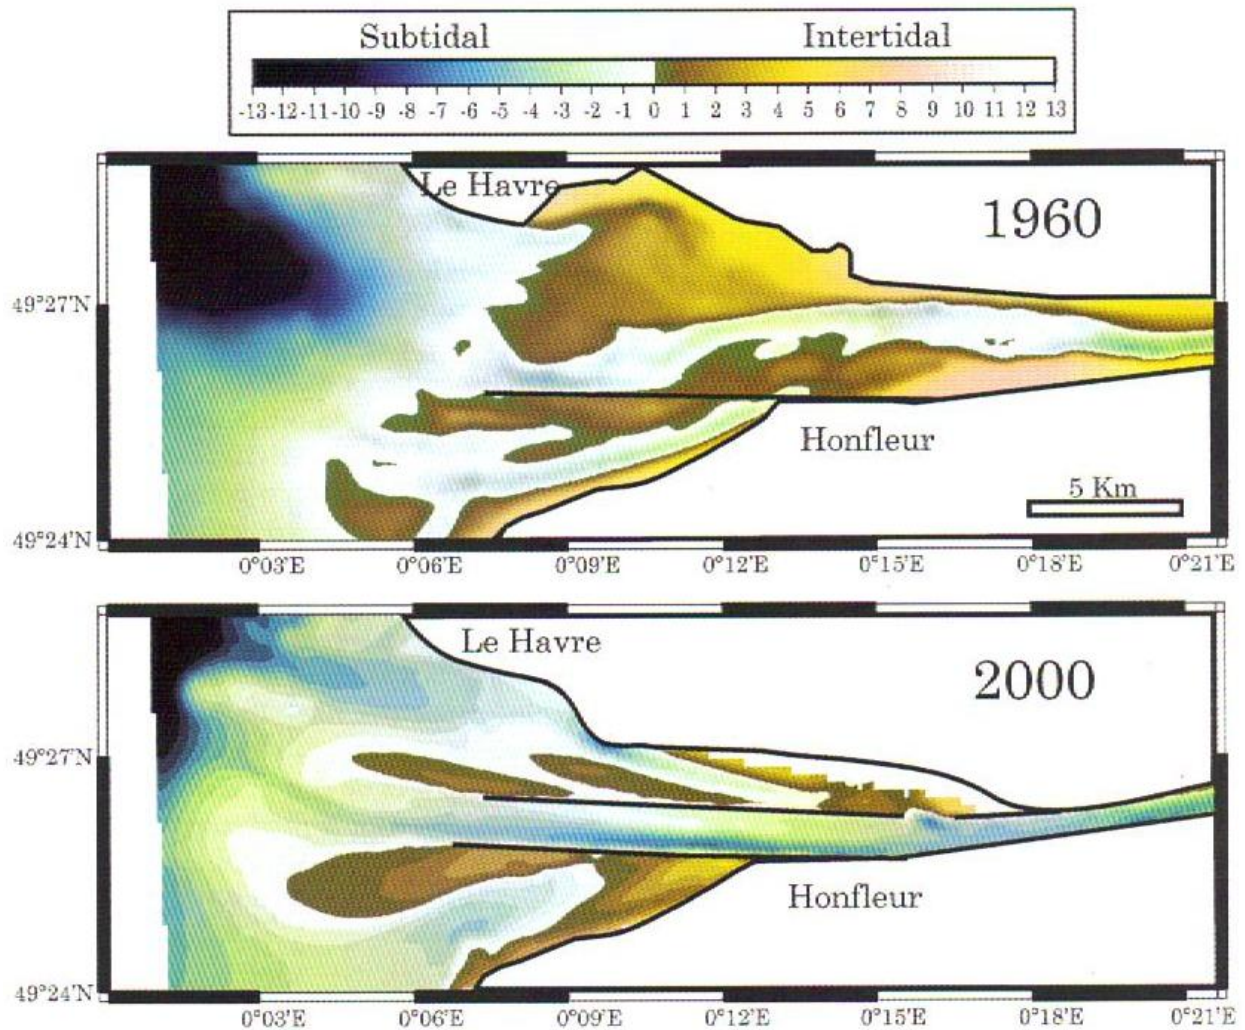 Subtidal Intertidal
-13 -12 -11 -10 -9 -8 -7 -6 -5 -4 -3 -2 -1 0 1 2 3 4 5 6 7 8 9 10 11 12 13
Le Havre
1960
49°27'N
Honfleur
5 Km
49°24'N
0°03'E 0°06'E 0°09'E 0°12'E 0°15'E 0°18'E 0°21'E
Le Havre
2000
49°27'N
Honfleur
49°24'N
0°03'E 0°06'E 0°09'E 0°12'E 0°15'E 0°18'E 0°21'E